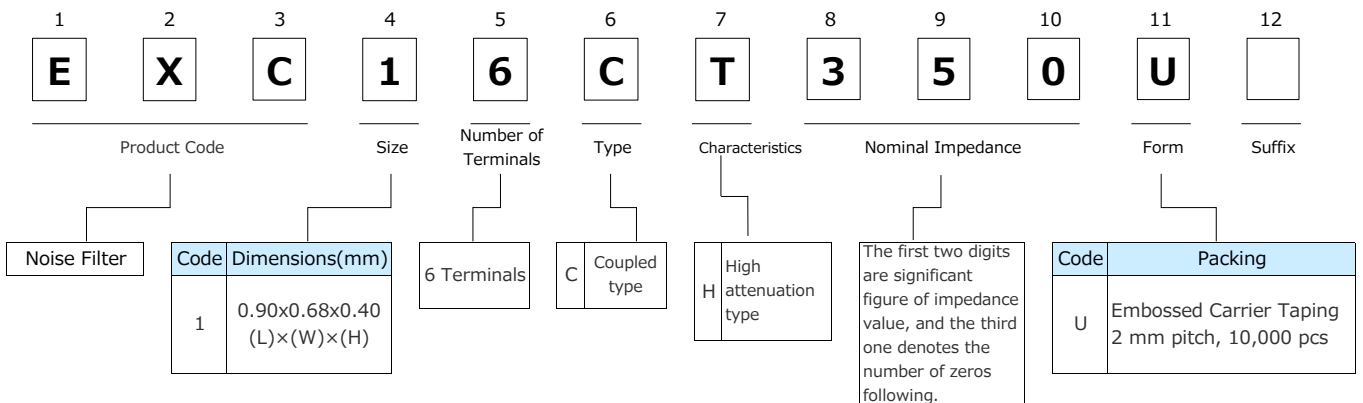 1 2 3 4 5 6 7 8 9 10 11 12
E X C 1 6 C T 3 5 0 U
Product Code
Size
Number of
Terminals
Type
Characteristics
Nominal Impedance
Form
Suffix
Noise Filter
Code Dimensions(mm)
1 0.90x0.68x0.40
(L)×(W)×(H)
6 Terminals
C Coupled
type
H High
attenuation
type
The first two digits
are significant
figure of impedance
value, and the third
one denotes the
number of zeros
following.
Code Packing
U Embossed Carrier Taping
2 mm pitch, 10,000 pcs